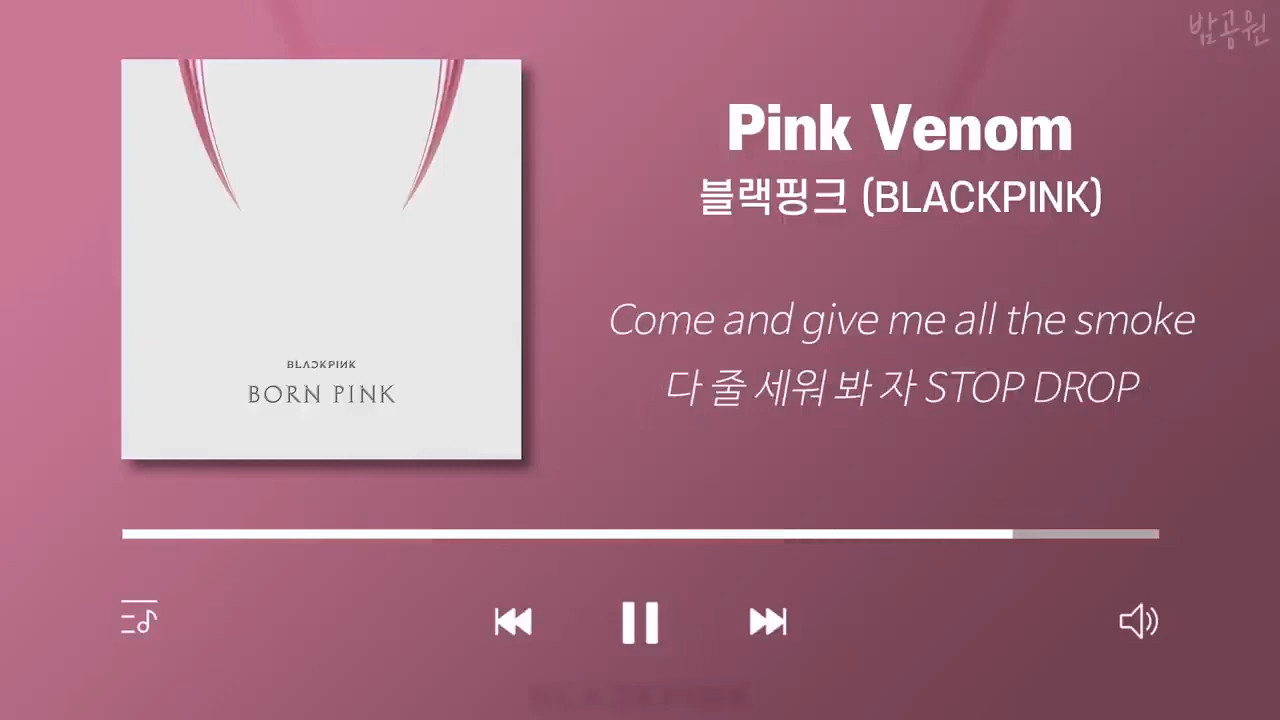 밤공원
Pink Venom
블랙핑크 (BLACKPINK)
Come and give me all the smoke
다 줄 세워 봐 자 STOP DROP
BLACKPINK
BORN PINK
BLACKPINK